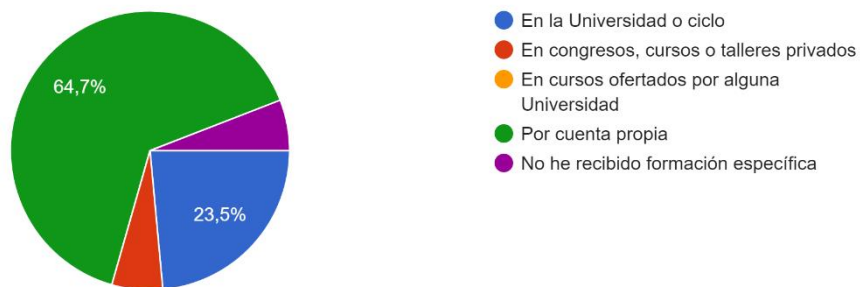 64,7%
23,5%
En la Universidad o ciclo
En congresos, cursos o talleres privados
En cursos ofertados por alguna
Universidad
Por cuenta propia
No he recibido formación específica